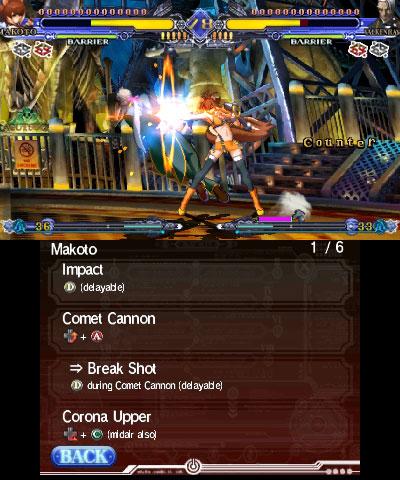 MAKOTO
78
VALKENHAYN
BARRIER
BARRIER
Counter
36
33
Makoto
1 / 6
Impact
D (delayable)
Comet Cannon
+ A
⇒ Break Shot
D during Comet Cannon (delayable)
Corona Upper
+ C (midair also)
BACK